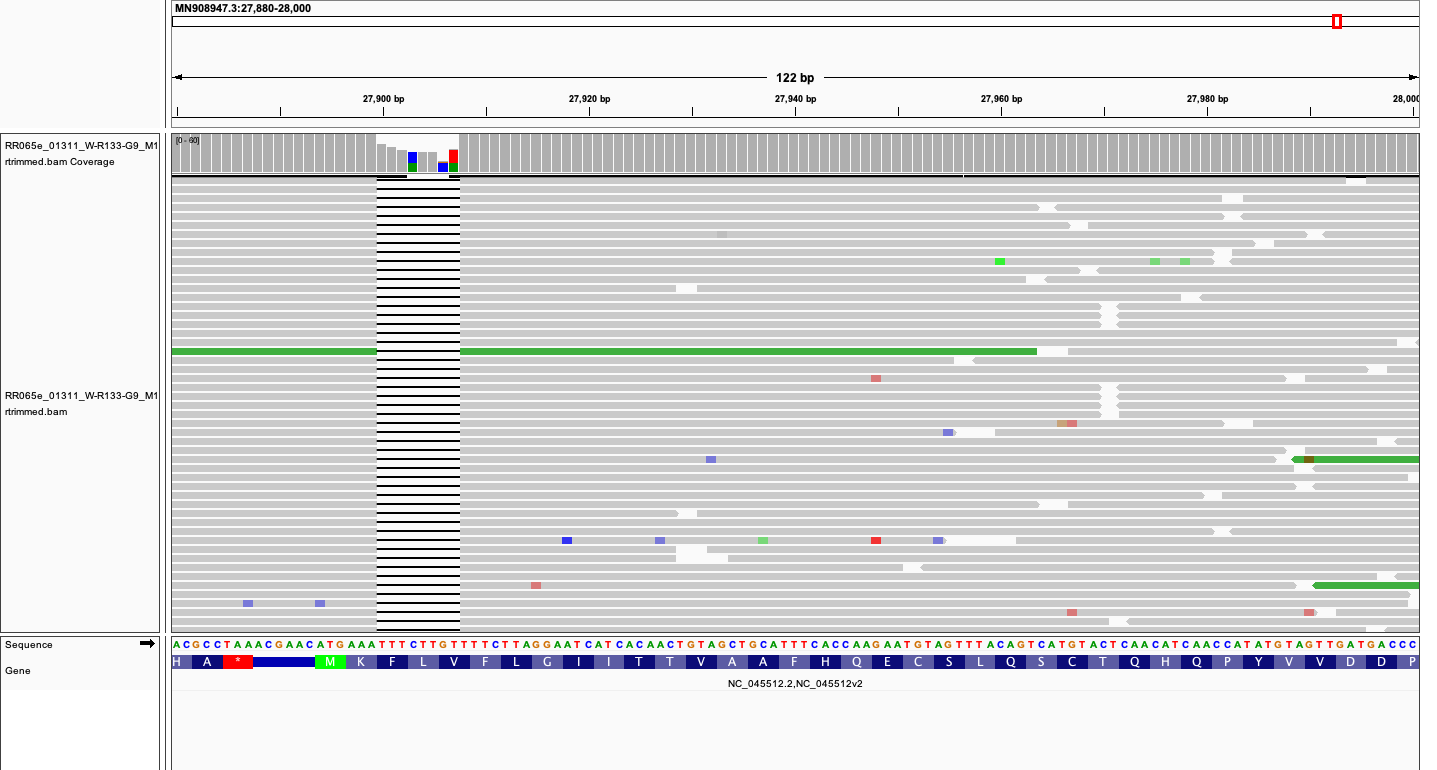 MN908947.3:27,880-28,000
122 bp
27,900 bp 27,920 bp 27,940 bp 27,960 bp 27,980 bp 28,000
RR065e_01311_W-R133-G9_M1
rtrimmed.bam Coverage
[0 - 60]
RR065e_01311_W-R133-G9_M1
rtrimmed.bam
Sequence
ACGCCTAAACGAACATGAAATTTCTTGTTTTCTTAGGAATCATCACAACTGTAGCTGCATTTCACCAAGAATGTAGTTTACAGTCATGTACTCAACATCAACCATATGTAGTTGATGACCC
Gene
H A * M K F L V F L G I I T T V A A F H Q E C S L Q S C T Q H Q P Y V V D D P
NC_045512.2,NC_045512v2